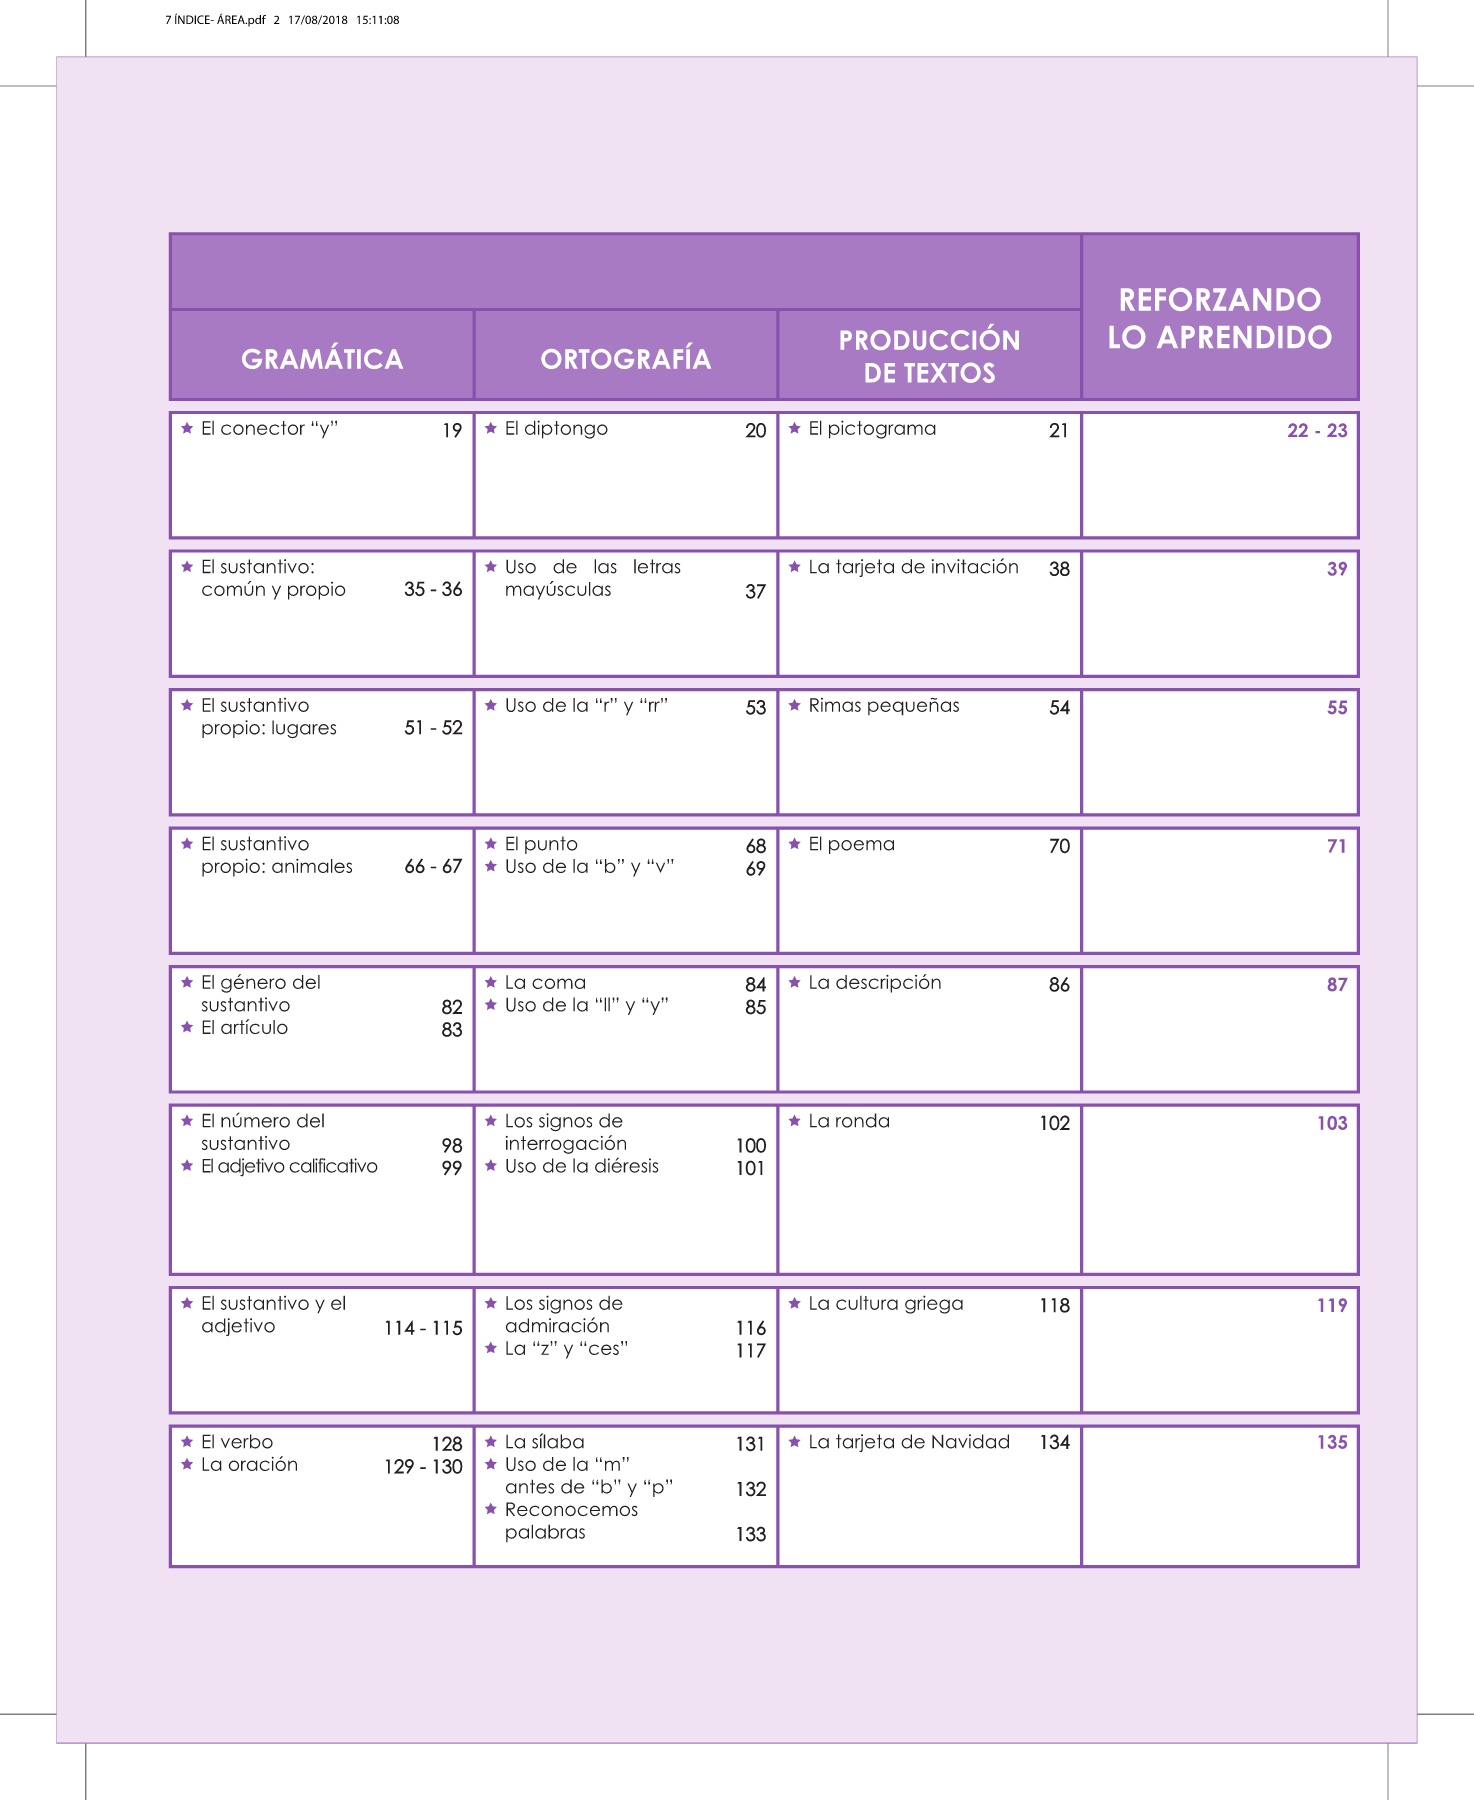 7 ÍNDICE- ÁREA.pdf 2 17/08/2018 15:11:08
REFORZANDO
LO APRENDIDO
GRAMÁTICA
ORTOGRAFÍA
PRODUCCIÓN
DE TEXTOS
★ El conector “y” 19
★ El diptongo 20
★ El pictograma 21
22 - 23
★ El sustantivo:
común y propio 35 - 36
★ Uso de las letras
mayúsculas 37
★ La tarjeta de invitación 38
39
★ El sustantivo
propio: lugares 51 - 52
★ Uso de la “r” y “rr” 53
★ Rimas pequeñas 54
55
★ El sustantivo
propio: animales 66 - 67
★ El punto 68
★ Uso de la “b” y “v” 69
★ El poema 70
71
★ El género del
sustantivo 82
★ El artículo 83
★ La coma 84
★ Uso de la “ll” y “y” 85
★ La descripción 86
87
★ El número del
sustantivo 98
★ El adjetivo calificativo 99
★ Los signos de
interrogación 100
★ Uso de la diéresis 101
★ La ronda 102
103
★ El sustantivo y el
adjetivo 114 - 115
★ Los signos de
admiración 116
★ La “z” y “ces” 117
★ La cultura griega 118
119
★ El verbo 128
★ La oración 129 - 130
★ La sílaba 131
★ Uso de la “m”
antes de “b” y “p” 132
★ Reconocemos
palabras 133
★ La tarjeta de Navidad 134
135